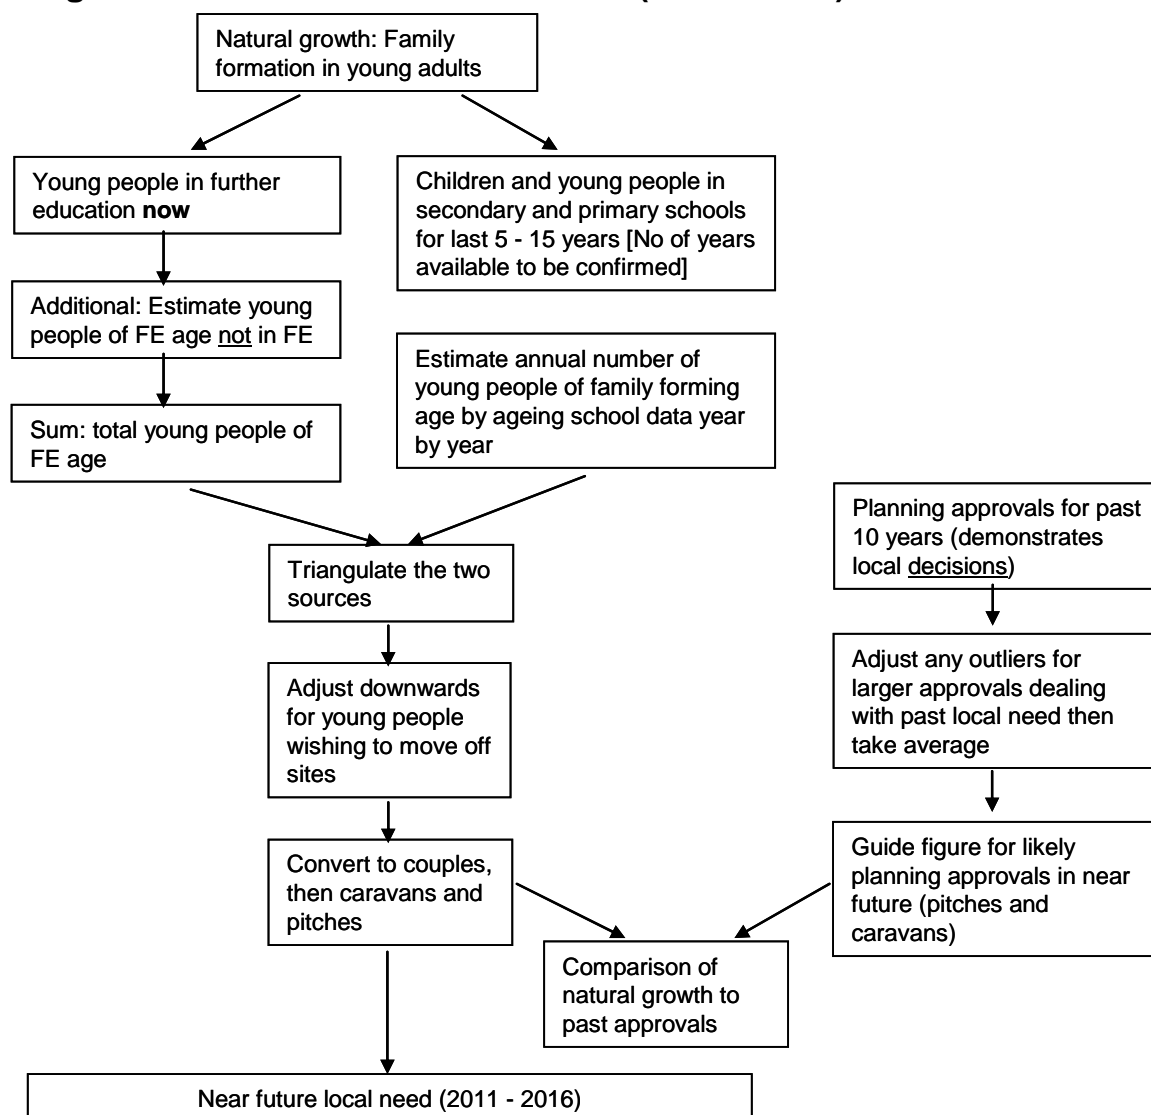 Natural growth: Family
formation in young adults
Young people in further
education now
Children and young people in
secondary and primary schools
for last 5 - 15 years [No of years
available to be confirmed]
Additional: Estimate young
people of FE age not in FE
Estimate annual number of
young people of family forming
age by ageing school data year
by year
Sum: total young people of
FE age
Planning approvals for past
10 years (demonstrates
local decisions)
Triangulate the two
sources
Adjust downwards
for young people
wishing to move off
sites
Adjust any outliers for
larger approvals dealing
with past local need then
take average
Convert to couples,
then caravans and
pitches
Guide figure for likely
planning approvals in near
future (pitches and
caravans)
Comparison of
natural growth to
past approvals
Near future local need (2011 - 2016)